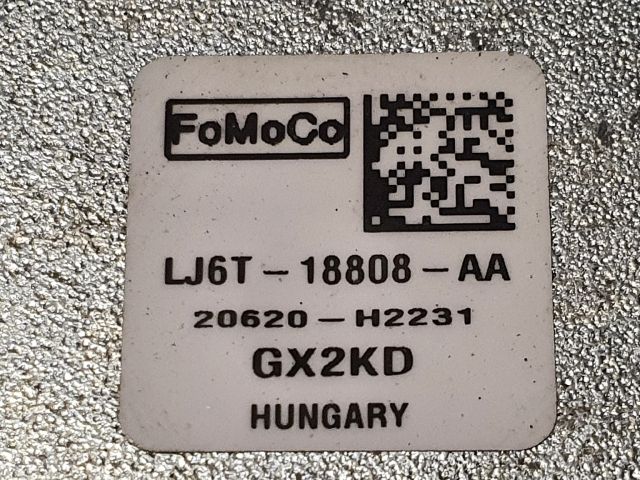 FoMoCo
LJ6T-18808-AA
20620-H2231
GX2KD
HUNGARY